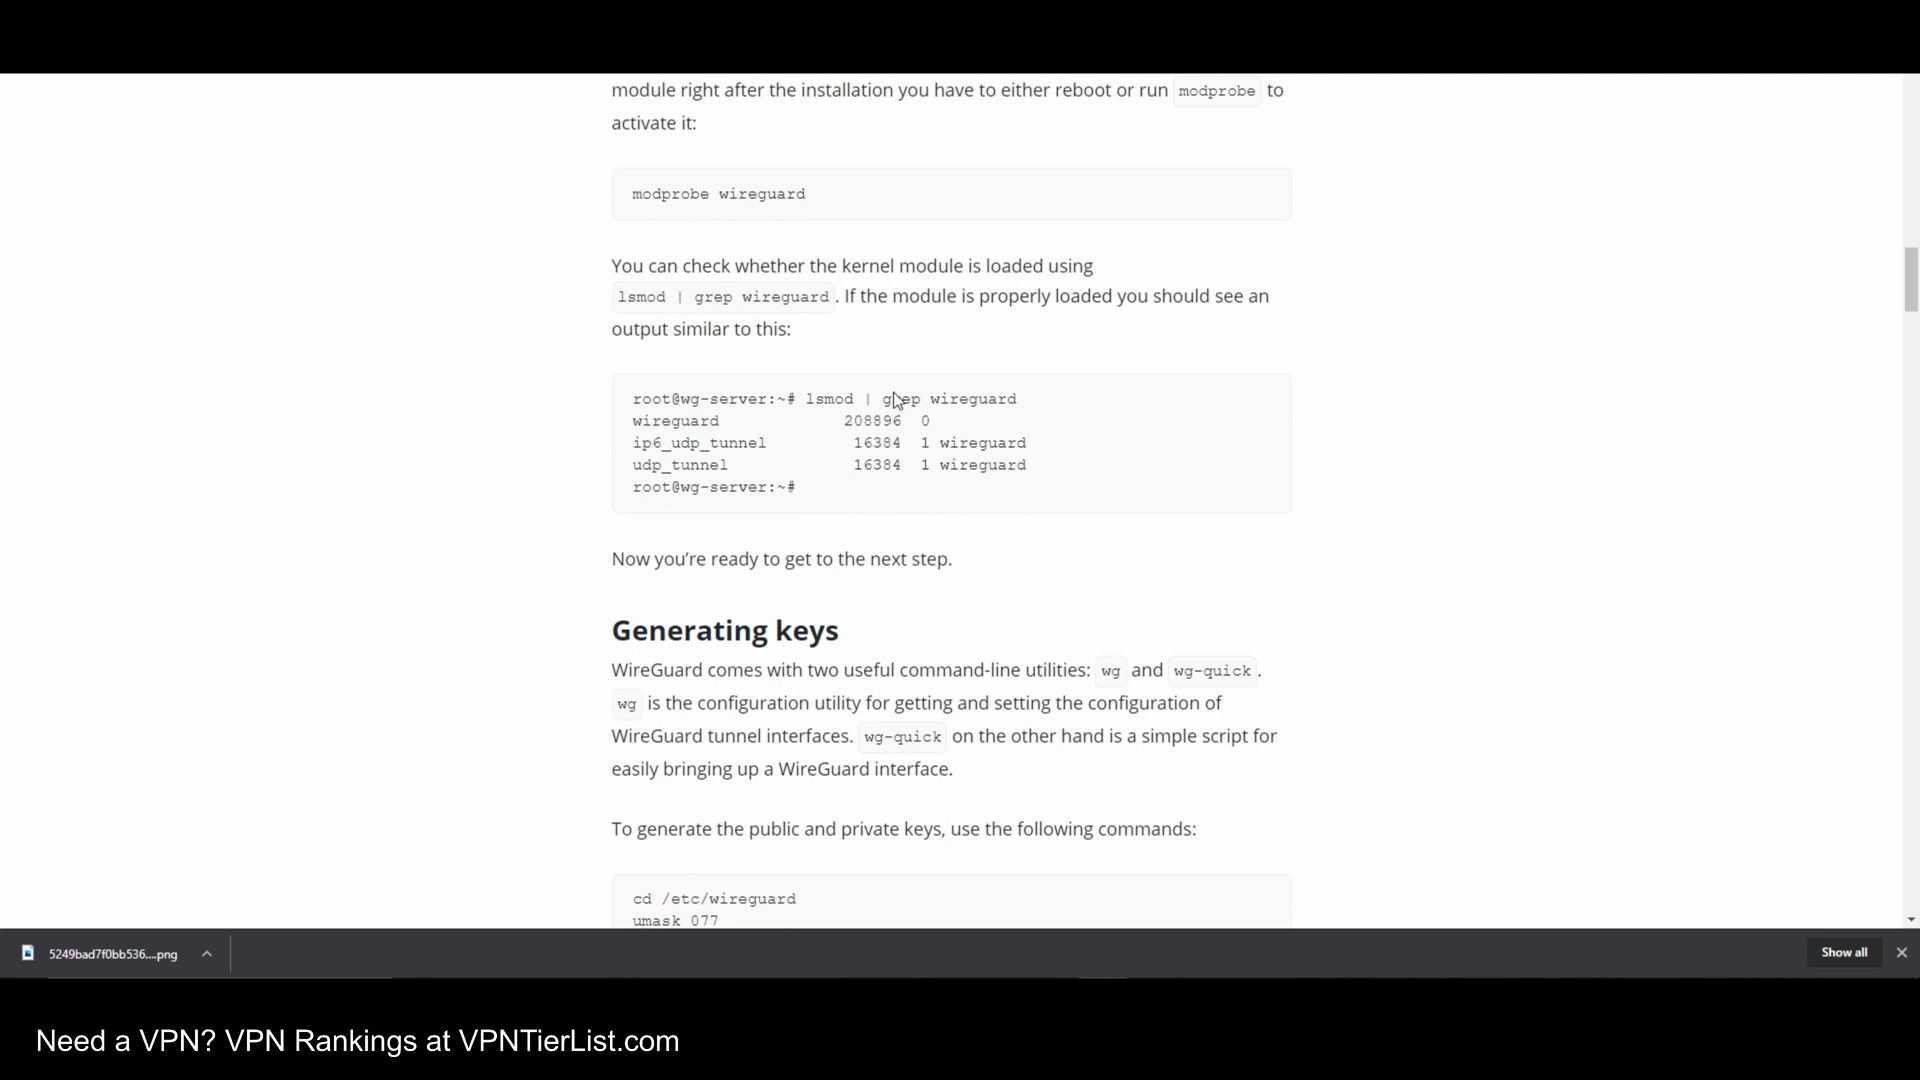 module right after the installation you have to either reboot or run modprobe to
activate it:
modprobe wireguard
You can check whether the kernel module is loaded using
lsmod | grep wireguard. If the module is properly loaded you should see an
output similar to this:
root@wg-server:~# lsmod | grep wireguard
wireguard 208896 0
ip6_udp_tunnel 16384 1 wireguard
udp_tunnel 16384 1 wireguard
root@wg-server:~#
Now you’re ready to get to the next step.
Generating keys
WireGuard comes with two useful command-line utilities: wg and wg-quick.
wg is the configuration utility for getting and setting the configuration of
WireGuard tunnel interfaces. wg-quick on the other hand is a simple script for
easily bringing up a WireGuard interface.
To generate the public and private keys, use the following commands:
cd /etc/wireguard
umask 077
5249bad7f0bb536....png
Show all
Need a VPN? VPN Rankings at VPNTierList.com